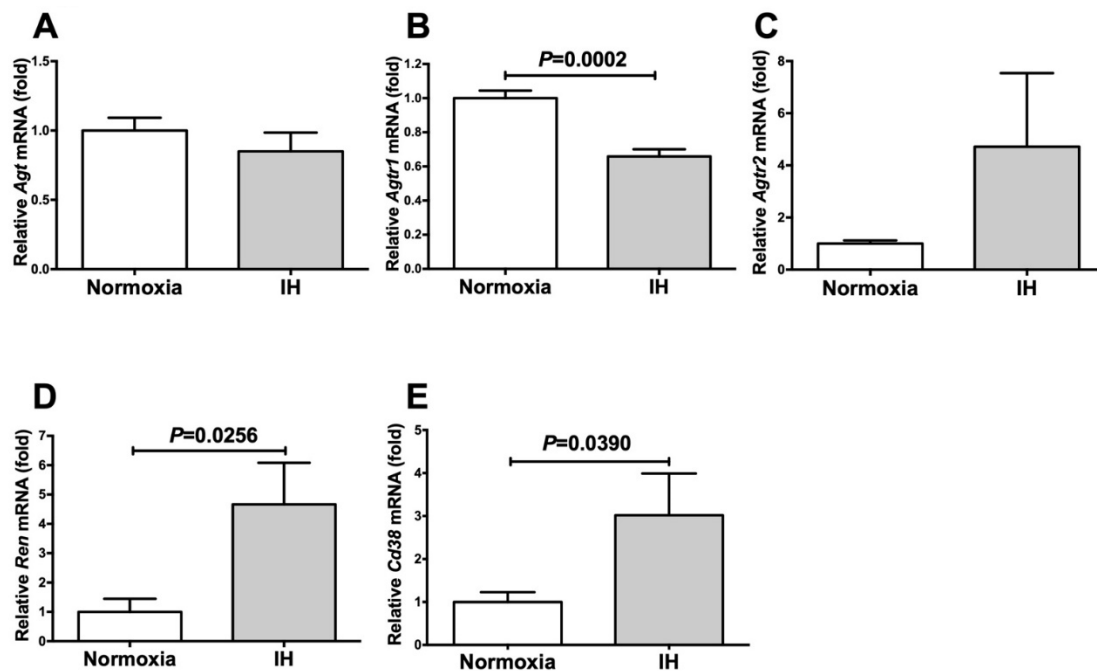 A
Relative Agt mRNA (fold)
1.5
1.0
0.5
0.0
Normoxia
IH
B
P=0.0002
Relative Agtr1 mRNA (fold)
1.2
1.0
0.8
0.6
0.4
0.2
0.0
Normoxia
IH
C
Relative Agtr2 mRNA (fold)
8
6
4
2
0
Normoxia
IH
D
P=0.0256
Relative Ren mRNA (fold)
7
6
5
4
3
2
1
0
Normoxia
IH
E
P=0.0390
Relative Cd38 mRNA (fold)
5
4
3
2
1
0
Normoxia
IH